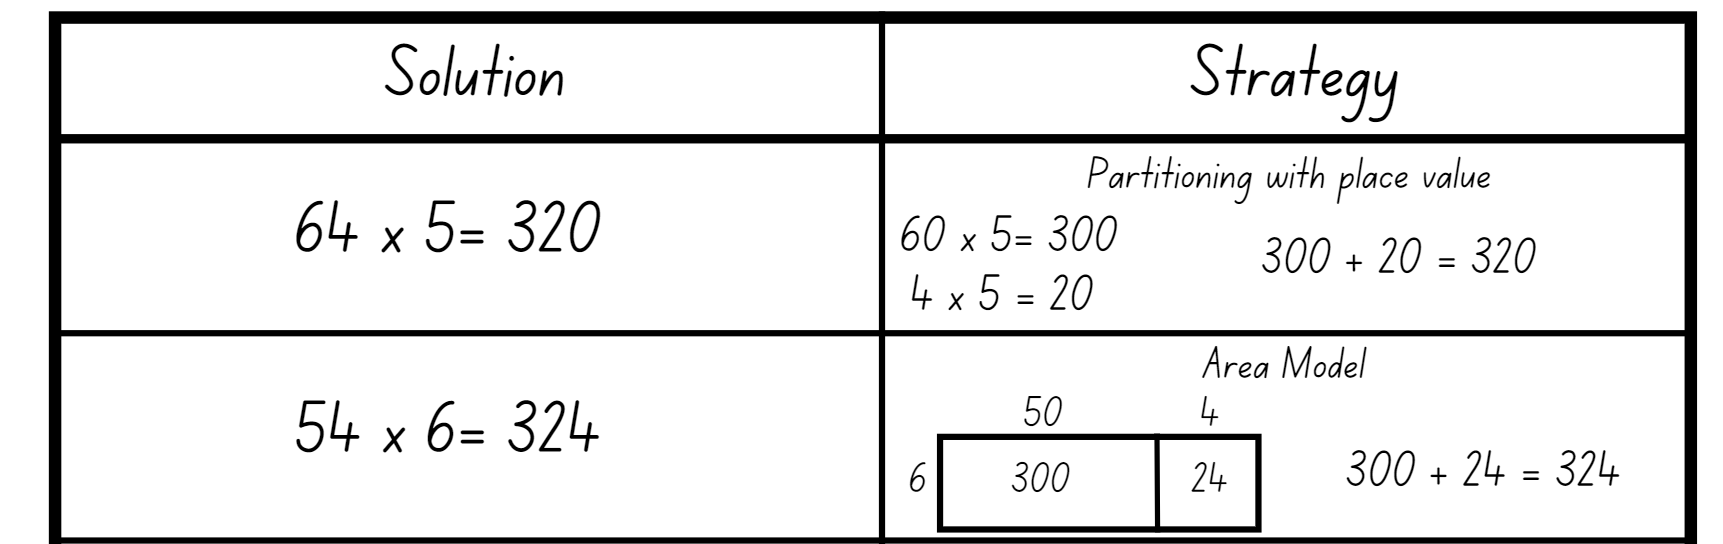 Solution
Strategy
64 x 5= 320
Partitioning with place value
60 x 5= 300
4 x 5 = 20
300 + 20 = 320
54 x 6= 324
Area Model
50 4
6 300 24
300 + 24 = 324